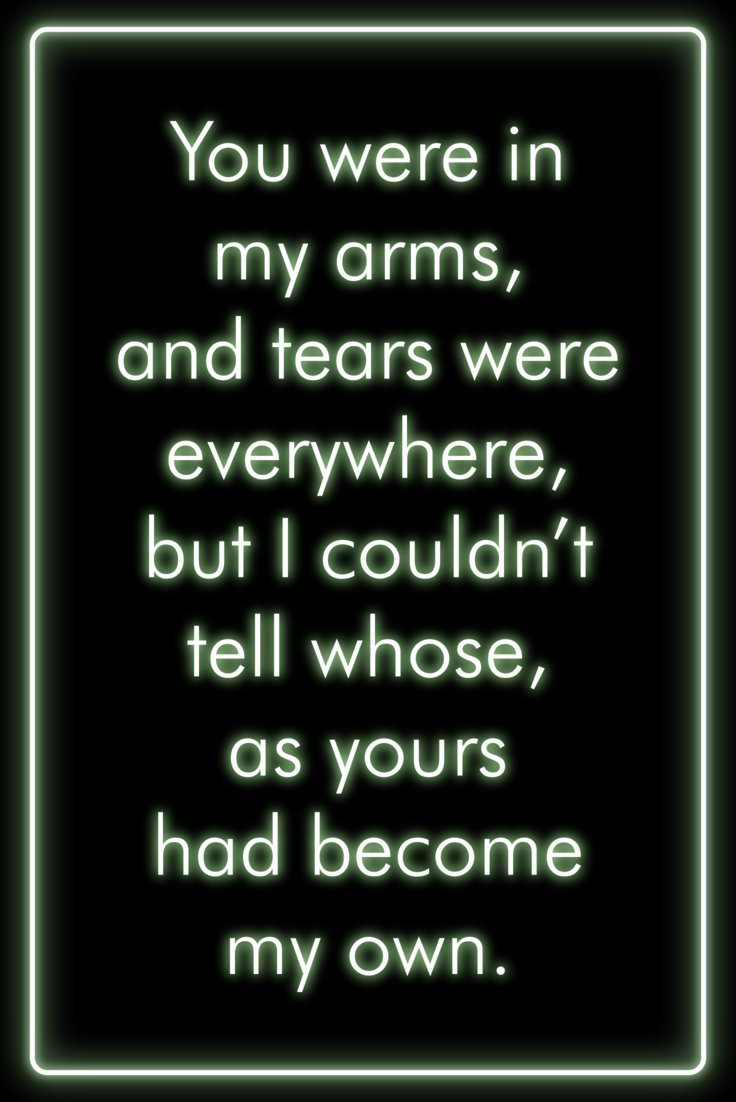 You were in
my arms,
and tears were
everywhere,
but I couldn’t
tell whose,
as yours
had become
my own.